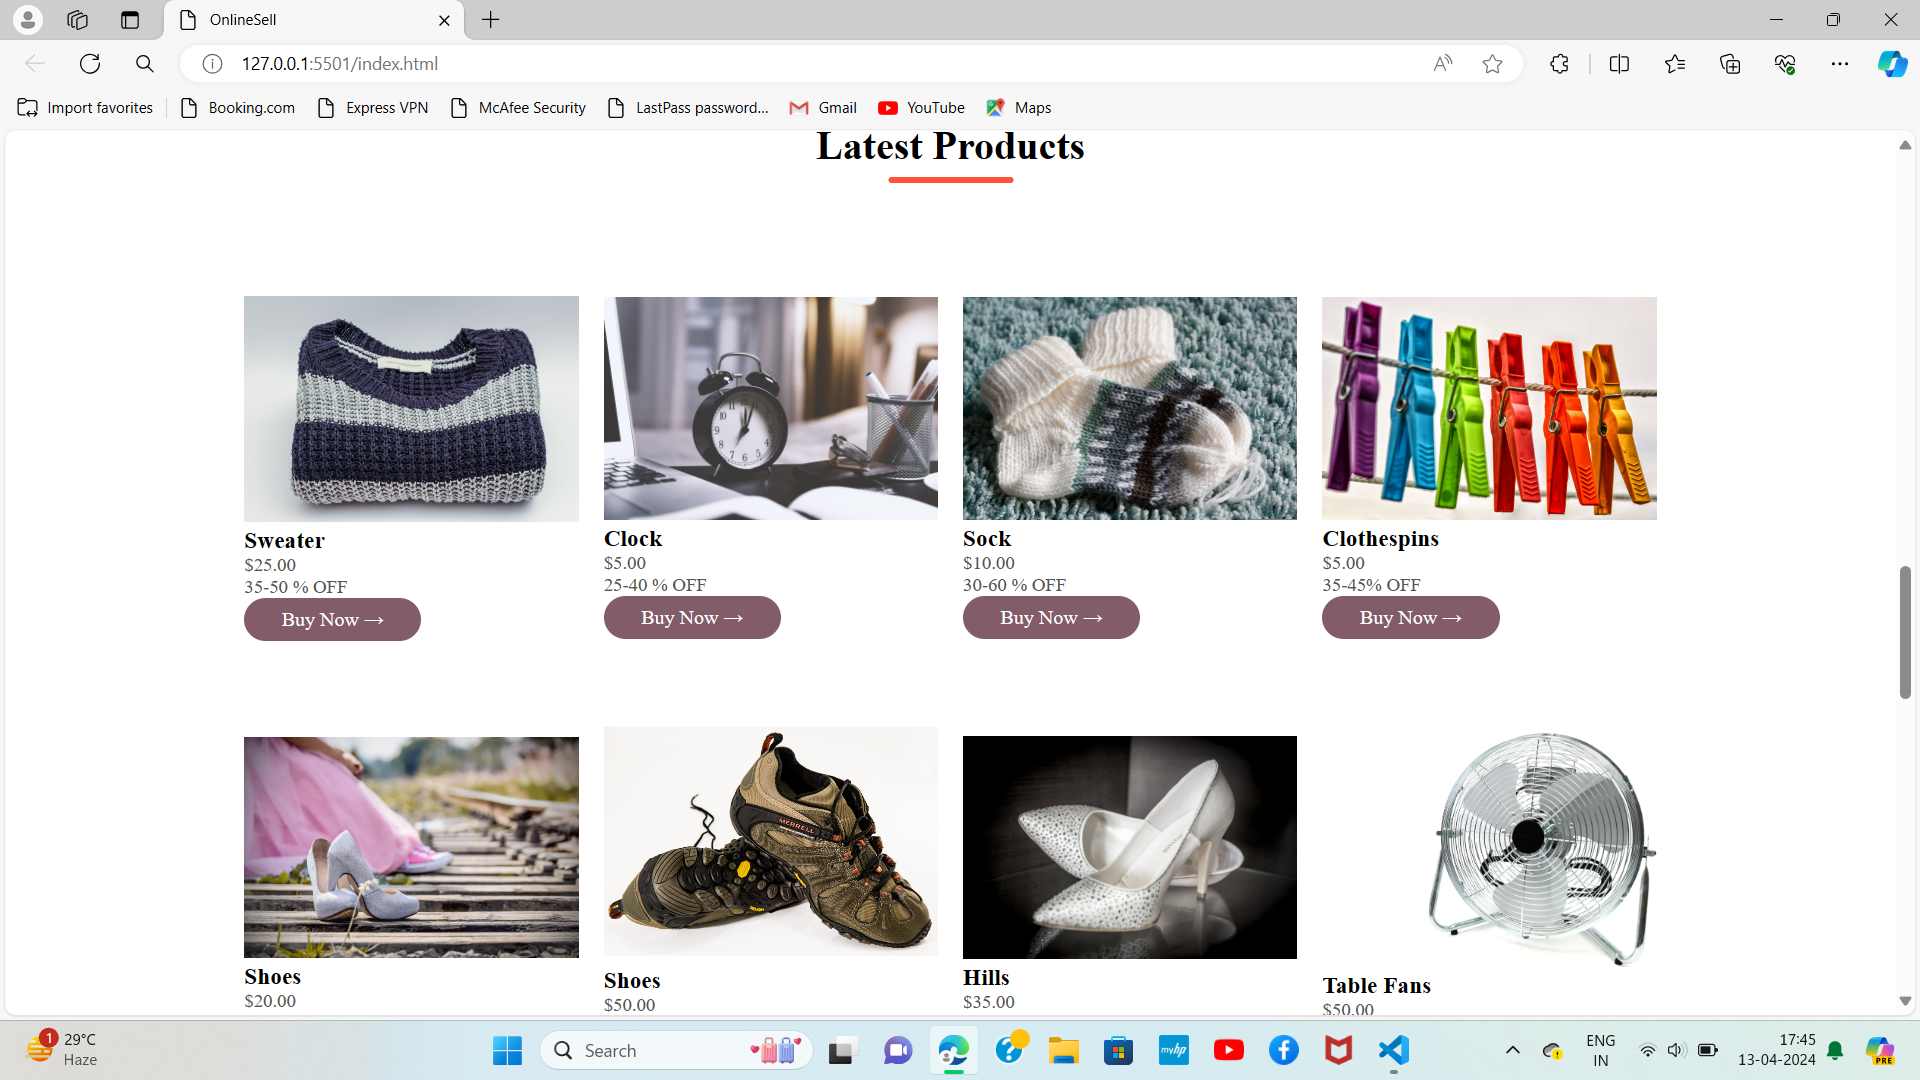 OnlineSell
127.0.0.1:5501/index.html
Import favorites
Booking.com
Express VPN
McAfee Security
LastPass password...
Gmail
YouTube
Maps
Latest Products
Sweater
$25.00
35-50 % OFF
Buy Now →
Clock
$5.00
25-40 % OFF
Buy Now →
Sock
$10.00
30-60 % OFF
Buy Now →
Clothespins
$5.00
35-45% OFF
Buy Now →
Shoes
$20.00
MERRELL
Shoes
$50.00
Hills
$35.00
Table Fans
$50.00
1
29°C
Haze
Search
myhp
ENG
IN
17:45
13-04-2024
PRE